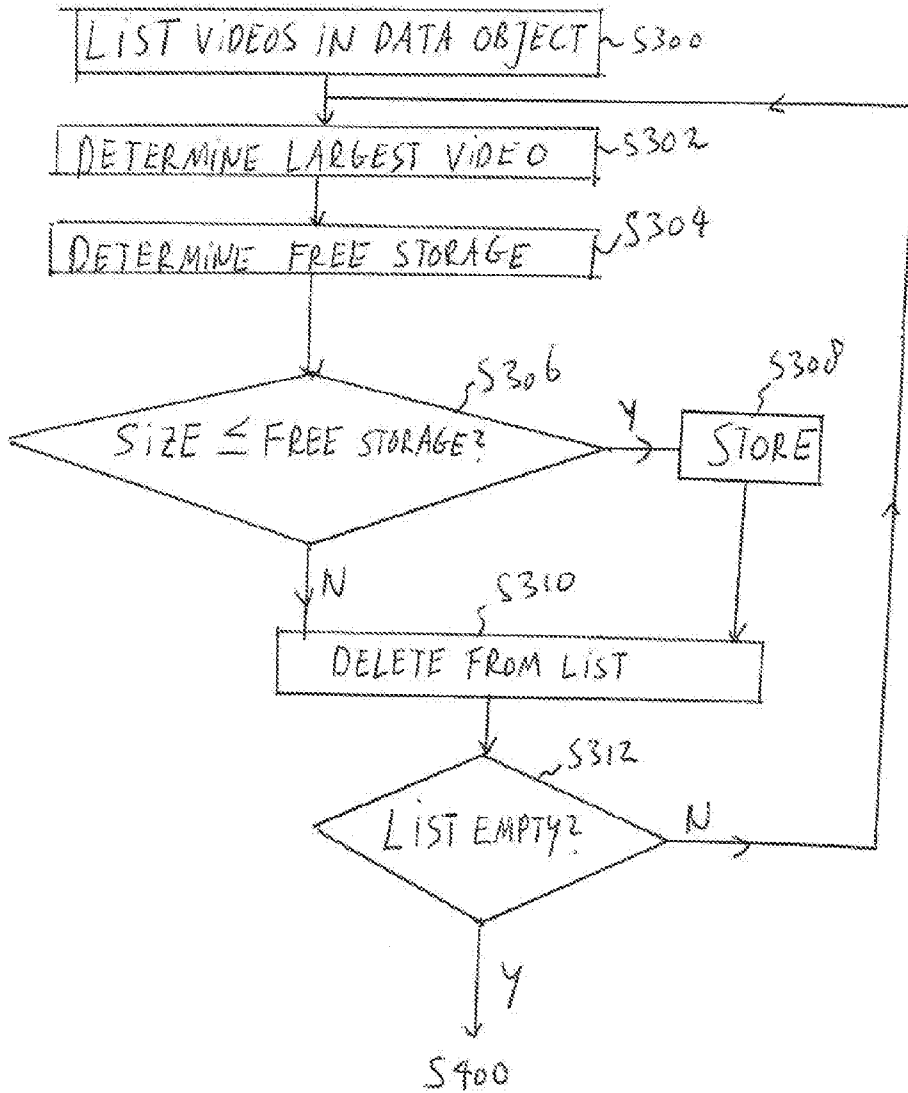 LIST VIDEOS IN DATA OBJECT S300
DETERMINE LARGEST VIDEO S302
DETERMINE FREE STORAGE S304
S306
S308
SIZE ≤ FREE STORAGE?
Y
STORE
N
S310
DELETE FROM LIST
S312
LIST EMPTY?
N
Y
S400